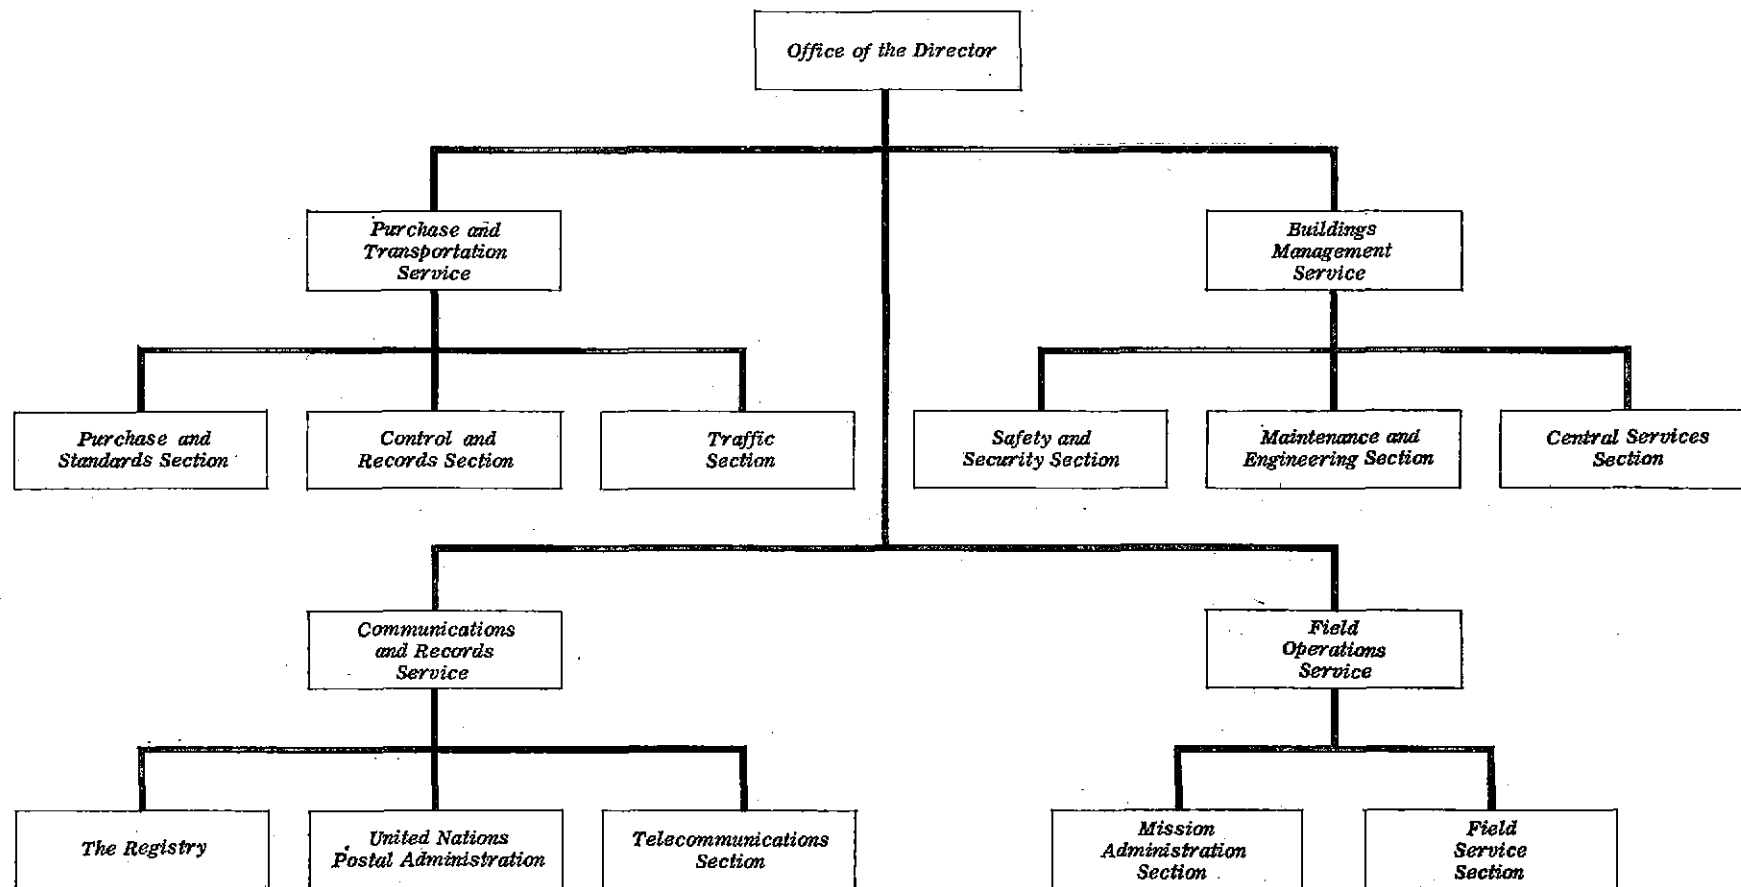 Office of the Director
Purchase and
Transportation
Service
Buildings
Management
Service
Purchase and
Standards Section
Control and
Records Section
Traffic
Section
Safety and
Security Section
Maintenance and
Engineering Section
Central Services
Section
Communications
and Records
Service
Field
Operations
Service
The Registry
United Nations
Postal Administration
Telecommunications
Section
Mission
Administration
Section
Field
Service
Section